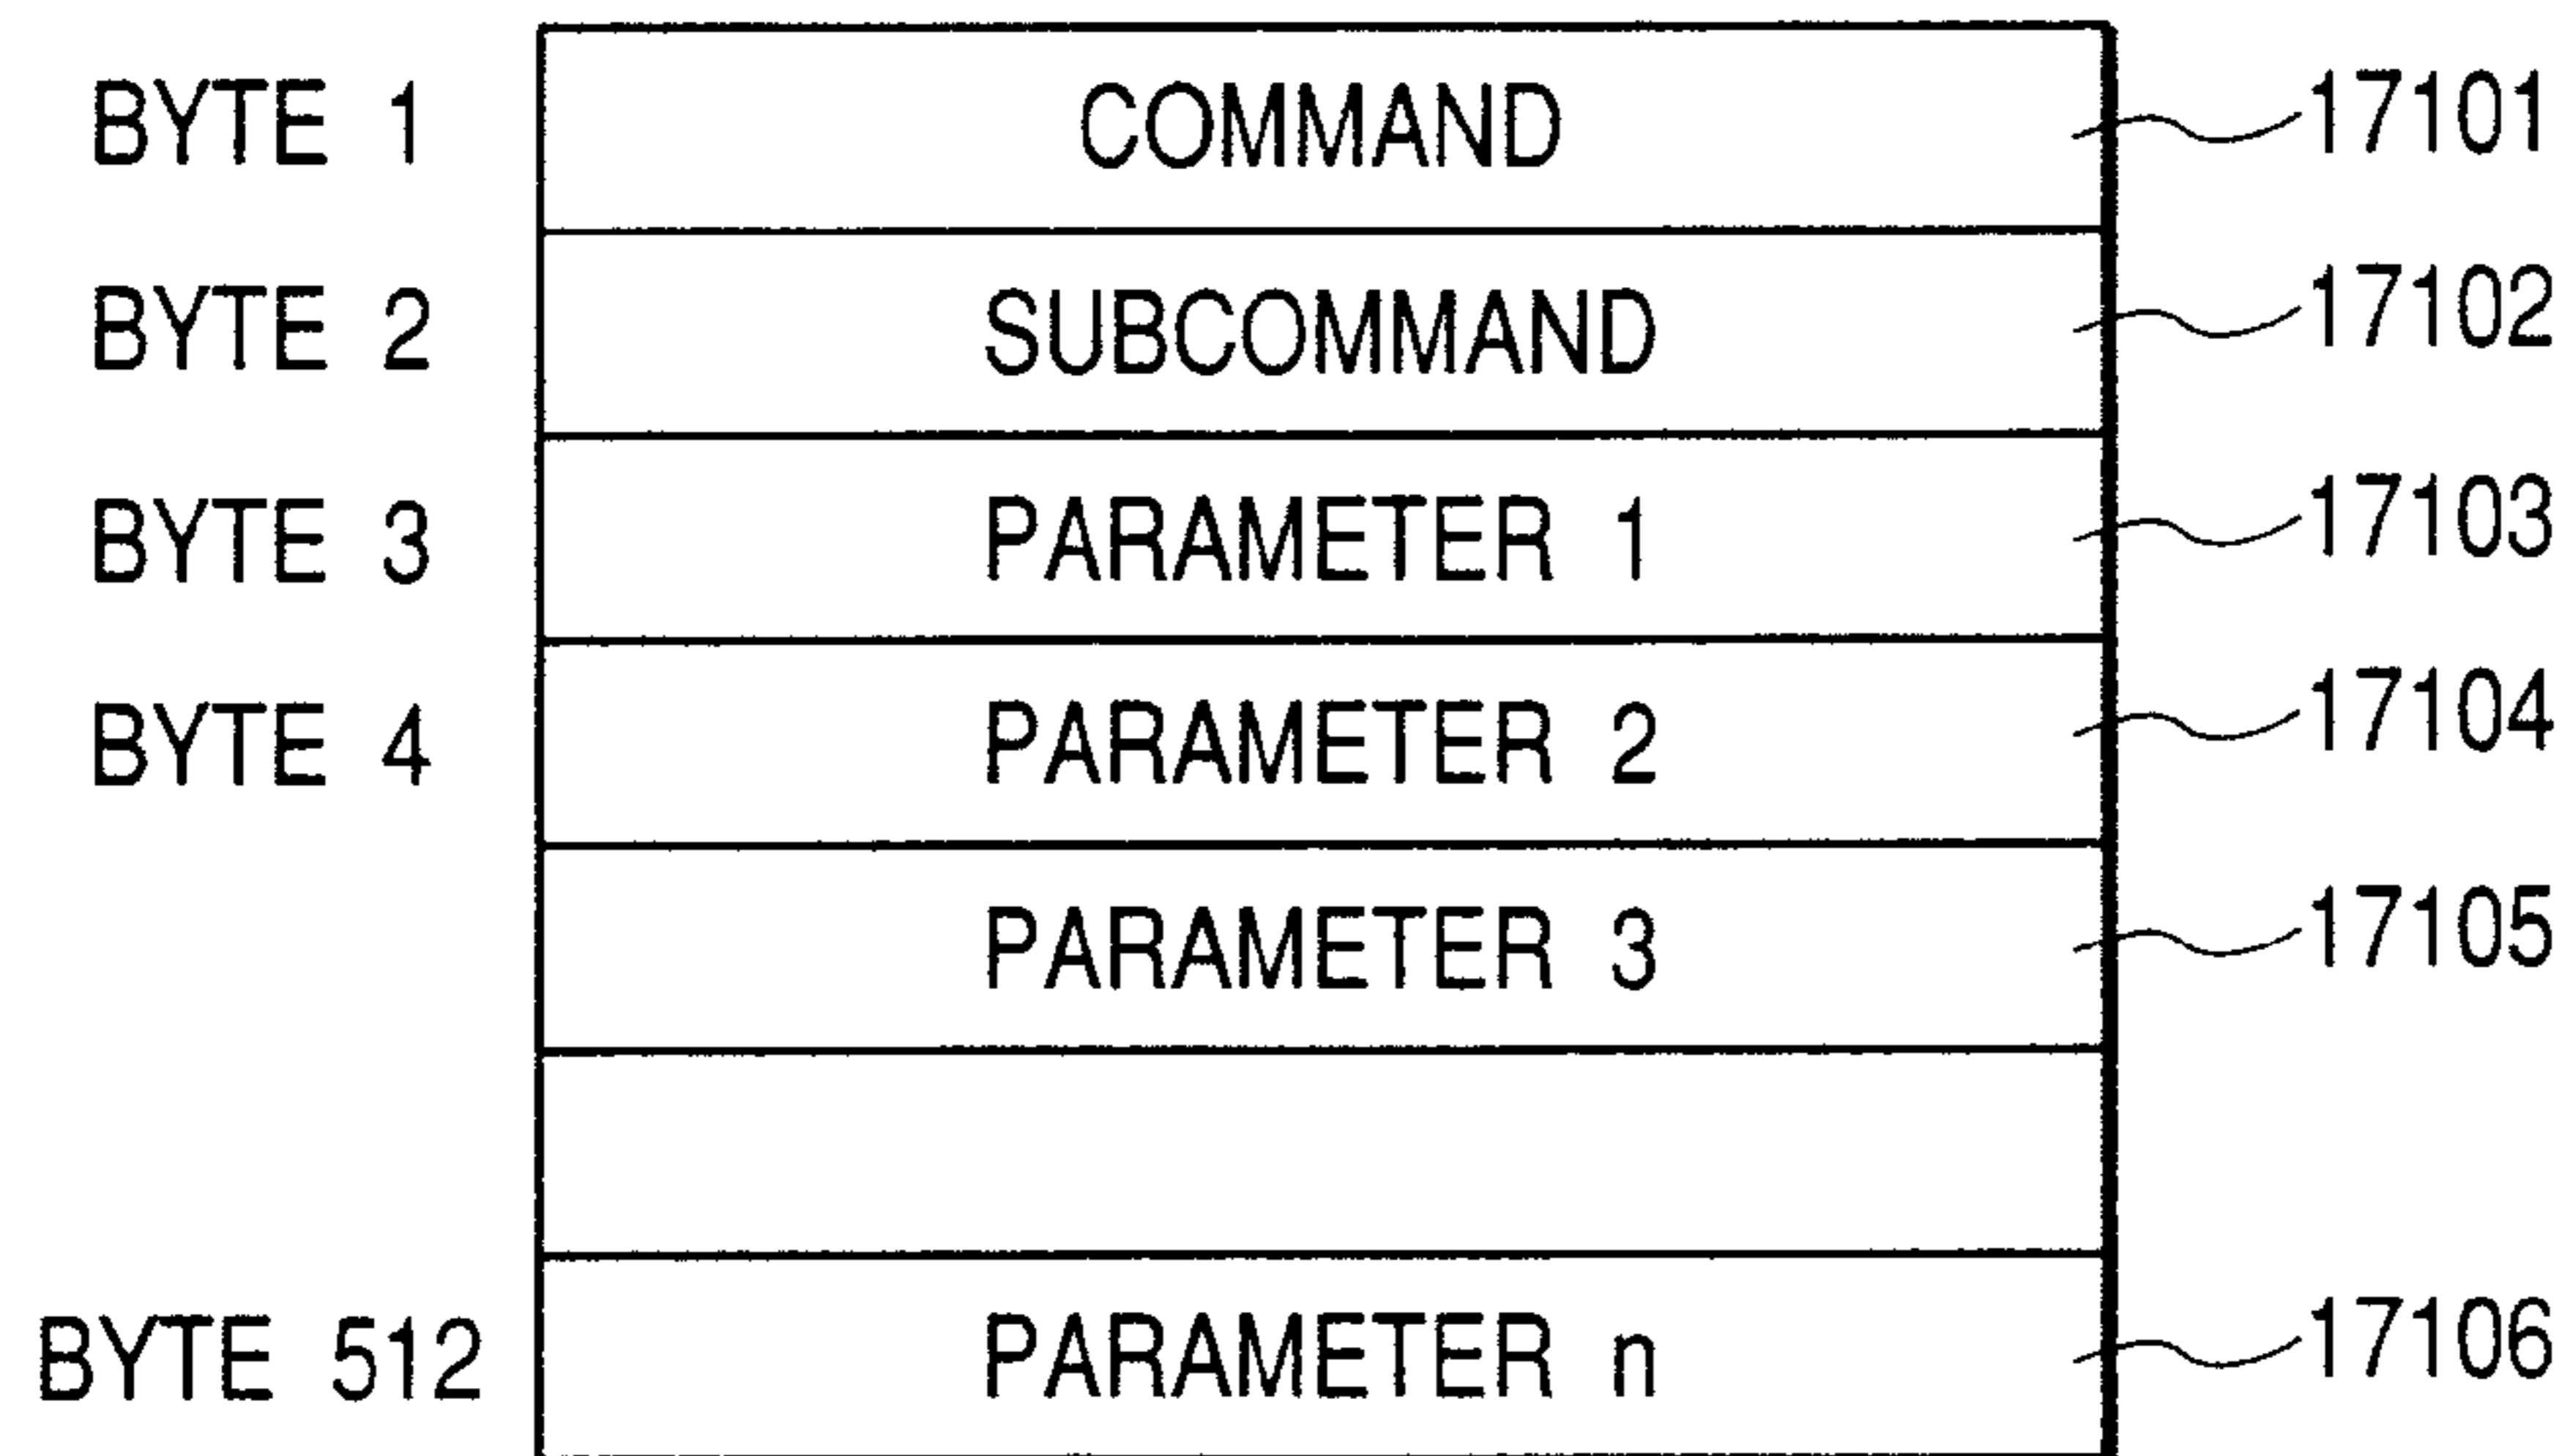 BYTE 1 COMMAND 17101
BYTE 2 SUBCOMMAND 17102
BYTE 3 PARAMETER 1 17103
BYTE 4 PARAMETER 2 17104
PARAMETER 3 17105
BYTE 512 PARAMETER n 17106